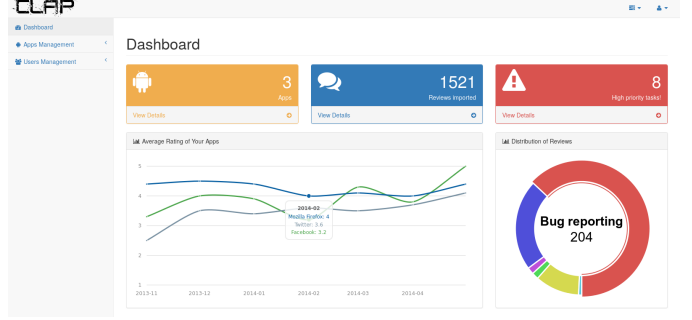 CLAP
Dashboard
Apps Management
Users Management
Dashboard
3
Apps
View Details
1521
Reviews imported
View Details
8
High priority tasks!
View Details
Average Rating of Your Apps
5
4
3
2
1
2014-02
Mozilla Firefox: 4
Twitter: 3.6
Facebook: 3.2
2013-11 2013-12 2014-01 2014-02 2014-03 2014-04
Distribution of Reviews
Bug reporting
204